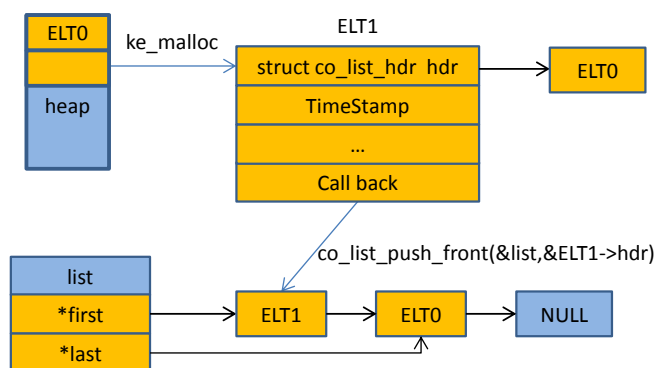 ELT1
ELT0
ke_malloc
struct co_list_hdr hdr
ELT0
heap
TimeStamp
...
Call back
co_list_push_front(&list,&ELT1->hdr)
list
*first
ELT1
ELT0
NULL
*last